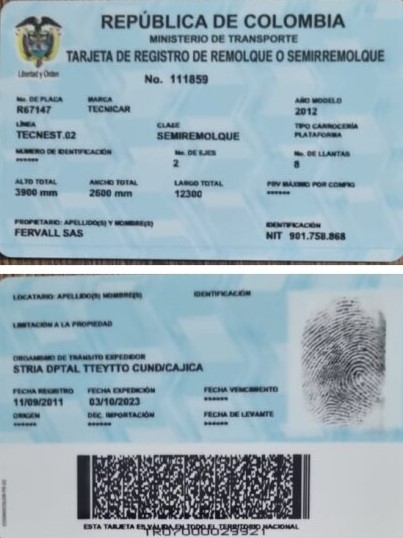 REPÚBLICA DE COLOMBIA
MINISTERIO DE TRANSPORTE
TARJETA DE REGISTRO DE REMOLQUE O SEMIRREMOLQUE
Libertad y Orden
No. 111859
No. DE PLACA MARCA AÑO MODELO
R67147 TECNICAR 2012
LÍNEA CLASE TIPO CARROCERÍA
TECNEST.02 SEMIREMOLQUE PLATAFORMA
NÚMERO DE IDENTIFICACIÓN No. DE EJES No. DE LLANTAS
****** 2 8
ALTO TOTAL ANCHO TOTAL LARGO TOTAL PBV MÁXIMO POR CONFIG
3900 mm 2600 mm 12300 ******
PROPIETARIO: APELLIDO(S) Y NOMBRE(S) IDENTIFICACIÓN
FERVALL SAS NIT 901.758.868
LOCATARIO: APELLIDO(S) NOMBRE(S) IDENTIFICACIÓN
LIMITACIÓN A LA PROPIEDAD
ORGANISMO DE TRÁNSITO EXPEDIDOR
STRIA DPTAL TTEYTTO CUND/CAJICA
FECHA REGISTRO FECHA EXPEDICIÓN FECHA VENCIMIENTO
11/09/2011 03/10/2023 ******
ORIGEN DEC. IMPORTACIÓN FECHA DE LEVANTE
****** ****** ******
ESTA TARJETA ES VALIDA EN TODO EL TERRITORIO NACIONAL
TR07000029921